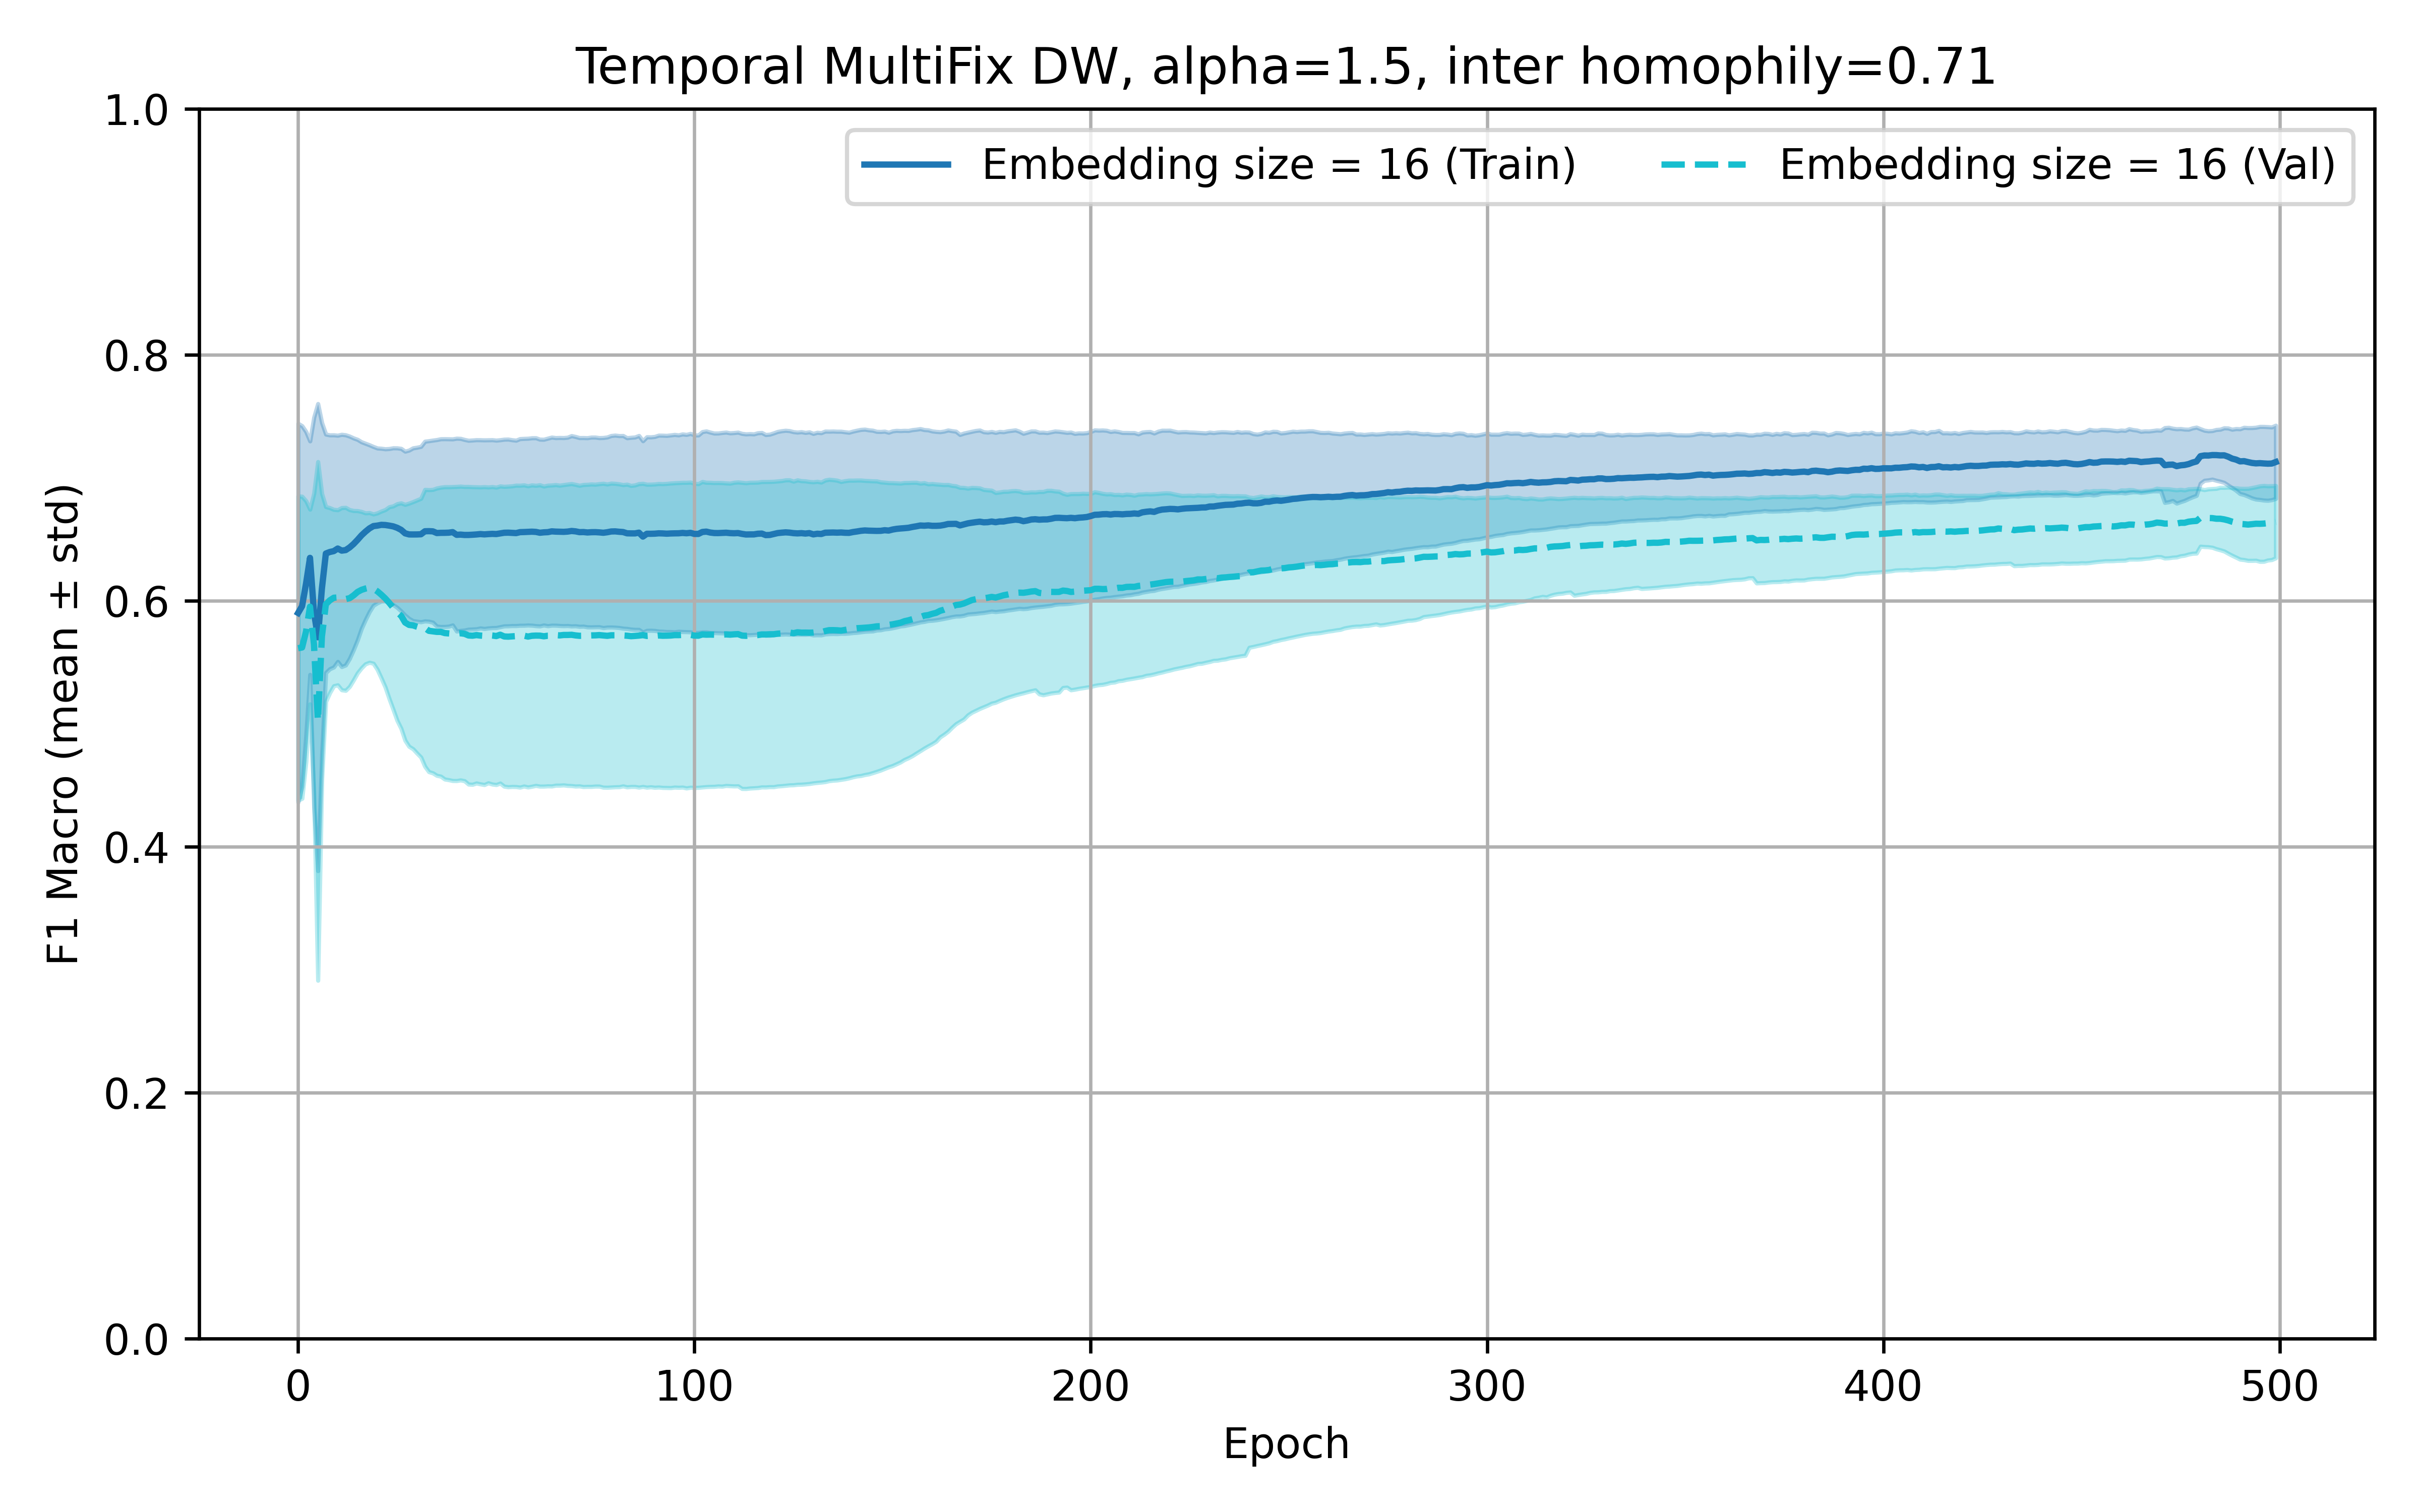 Temporal MultiFix DW, alpha=1.5, inter homophily=0.71
Embedding size = 16 (Train)
Embedding size = 16 (Val)
F1 Macro (mean ± std)
1.0
0.8
0.6
0.4
0.2
0.0
0 100 200 300 400 500
Epoch